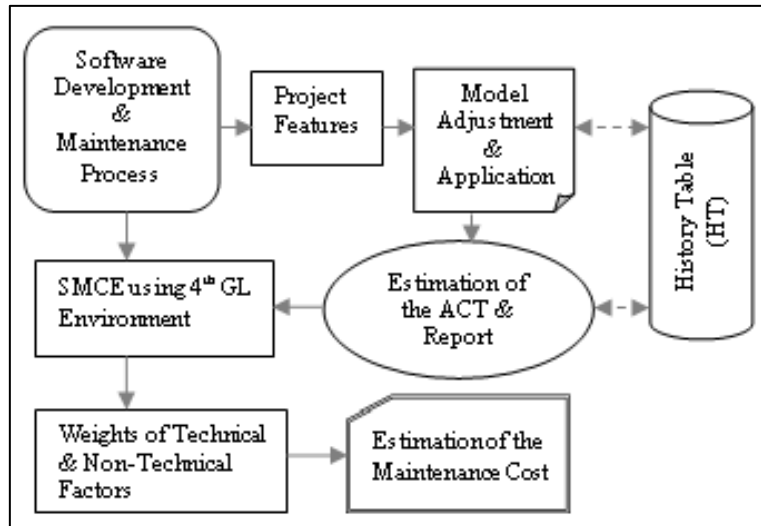 Software
Development
&
Maintenance
Process
Project
Features
Model
Adjustment
&
Application
History Table
(HT)
SMCE using 4th GL
Environment
Estimation of
the ACT &
Report
Weights of Technical
& Non-Technical
Factors
Estimation of the
Maintenance Cost